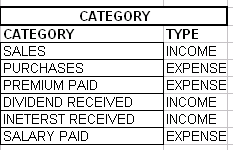 CATEGORY
CATEGORY TYPE
SALES INCOME
PURCHASES EXPENSE
PREMIUM PAID EXPENSE
DIVIDEND RECEIVED INCOME
INETERST RECEIVED INCOME
SALARY PAID EXPENSE